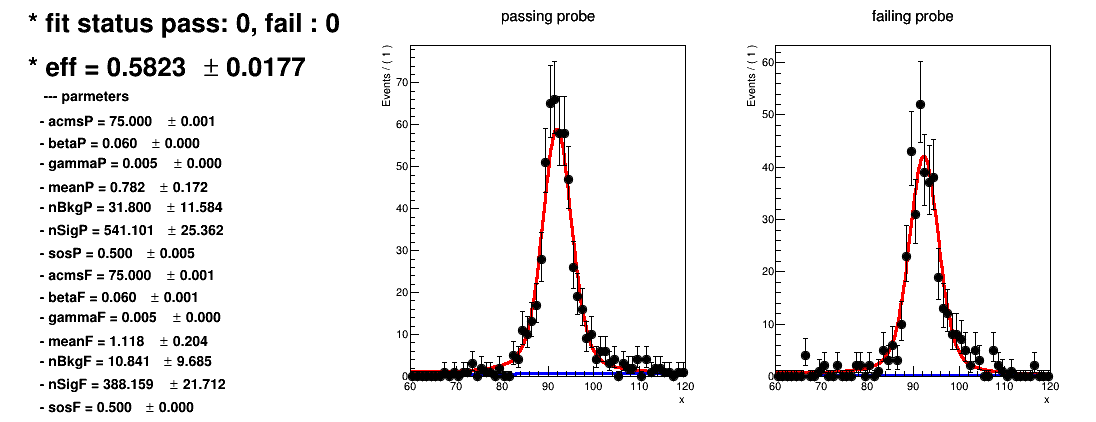 * fit status pass: 0, fail : 0
* eff = 0.5823 ± 0.0177
--- parmeters
- acmsP = 75.000 ± 0.001
- betaP = 0.060 ± 0.000
- gammaP = 0.005 ± 0.000
- meanP = 0.782 ± 0.172
- nBkgP = 31.800 ± 11.584
- nSigP = 541.101 ± 25.362
- sosP = 0.500 ± 0.005
- acmsF = 75.000 ± 0.001
- betaF = 0.060 ± 0.001
- gammaF = 0.005 ± 0.000
- meanF = 1.118 ± 0.204
- nBkgF = 10.841 ± 9.685
- nSigF = 388.159 ± 21.712
- sosF = 0.500 ± 0.000
passing probe
Events / ( 1 )
70
60
50
40
30
20
10
0
60 70 80 90 100 110 120
x
failing probe
Events / ( 1 )
60
50
40
30
20
10
0
60 70 80 90 100 110 120
x